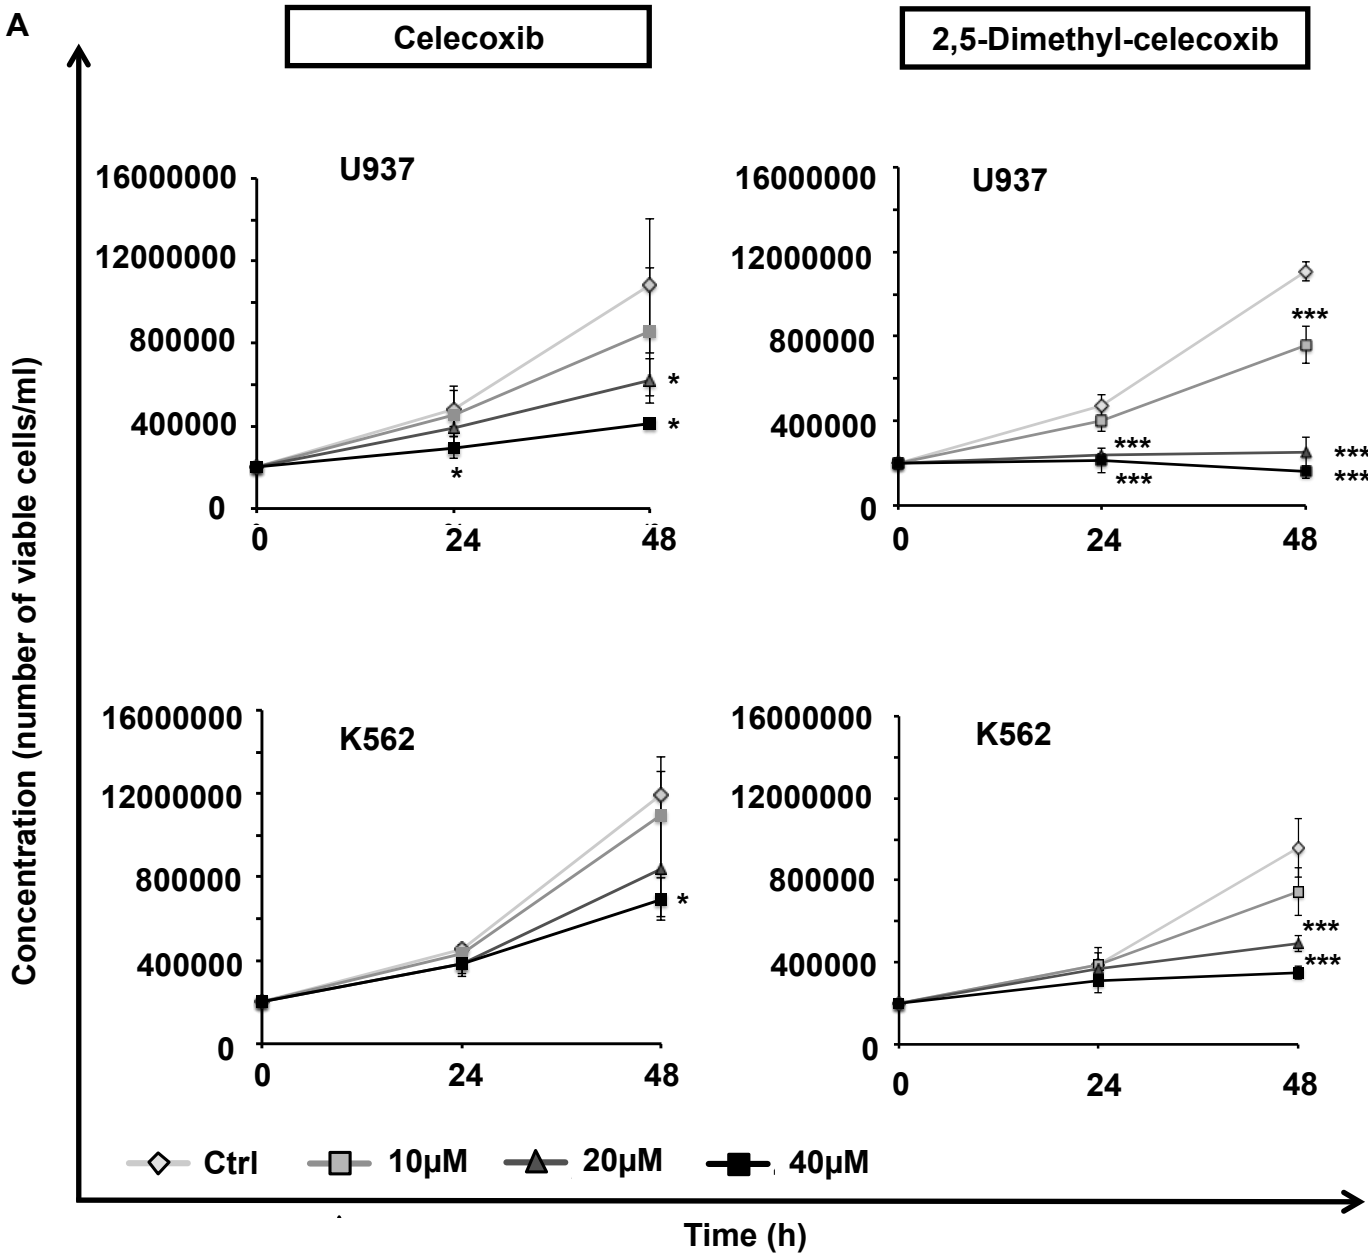 A
Celecoxib
2,5-Dimethyl-celecoxib
Concentration (number of viable cells/ml)
U937
16000000
12000000
800000
400000
0
*
*
*
0 24 48
U937
16000000
12000000
800000
400000
0
***
***
***
***
***
0 24 48
K562
16000000
12000000
800000
400000
0
*
0 24 48
K562
16000000
12000000
800000
400000
0
***
***
0 24 48
Ctrl 10µM 20µM 40µM
Time (h)